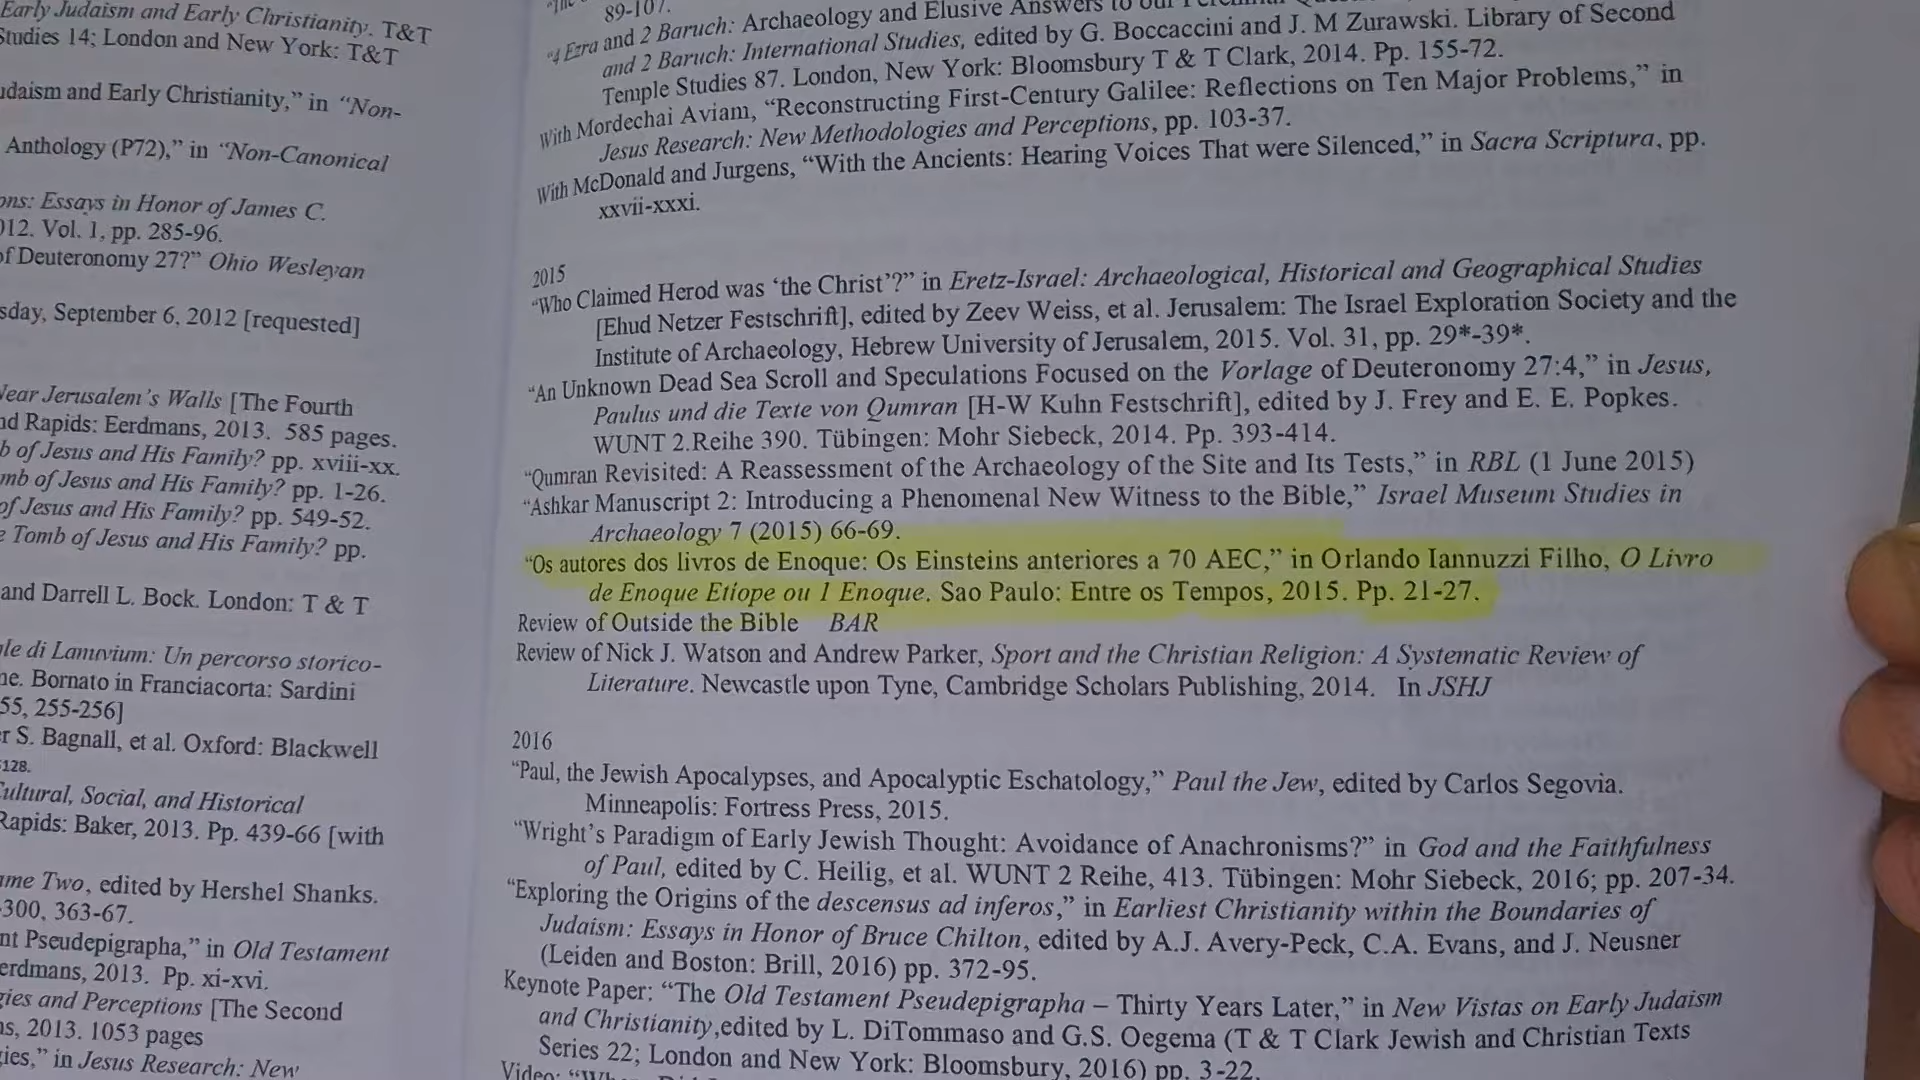 Early Judaism and Early Christianity. T&T
Studies 14; London and New York: T&T
Judaism and Early Christianity,” in “Non-
Anthology (P72),” in “Non-Canonical
Essays in Honor of James C.
Vol. 1, pp. 285-96.
of Deuteronomy 27?” Ohio Wesleyan
September 6, 2012 [requested]
Near Jerusalem’s Walls [The Fourth
Rapids: Eerdmans, 2013. 585 pages.
of Jesus and His Family? pp. xviii-xx.
of Jesus and His Family? pp. 1-26.
of Jesus and His Family? pp. 549-52.
Tomb of Jesus and His Family? pp.
and Darrell L. Bock. London: T & T
di Lanuvium: Un percorso storico-
Bornato in Franciacorta: Sardini
55, 255-256]
S. Bagnall, et al. Oxford: Blackwell
128.
Cultural, Social, and Historical
Rapids: Baker, 2013. Pp. 439-66 [with
Two, edited by Hershel Shanks.
300, 363-67.
Pseudepigrapha,” in Old Testament
2013. Pp. xi-xvi.
and Perceptions [The Second
2013. 1053 pages
in Jesus Research: New
89-107.
“4 Ezra and 2 Baruch: Archaeology and Elusive Answers to our
and 2 Baruch: International Studies, edited by G. Boccaccini and J. M Zurawski. Library of Second
Temple Studies 87. London, New York: Bloomsbury T & T Clark, 2014. Pp. 155-72.
With Mordechai Aviam, “Reconstructing First-Century Galilee: Reflections on Ten Major Problems,” in
Jesus Research: New Methodologies and Perceptions, pp. 103-37.
With McDonald and Jurgens, “With the Ancients: Hearing Voices That were Silenced,” in Sacra Scriptura, pp.
xxvii-xxxi.
2015
“Who Claimed Herod was ‘the Christ’?” in Eretz-Israel: Archaeological, Historical and Geographical Studies
[Ehud Netzer Festschrift], edited by Zeev Weiss, et al. Jerusalem: The Israel Exploration Society and the
Institute of Archaeology, Hebrew University of Jerusalem, 2015. Vol. 31, pp. 29*-39*.
“An Unknown Dead Sea Scroll and Speculations Focused on the Vorlage of Deuteronomy 27:4,” in Jesus,
Paulus und die Texte von Qumran [H-W Kuhn Festschrift], edited by J. Frey and E. E. Popkes.
WUNT 2.Reihe 390. Tübingen: Mohr Siebeck, 2014. Pp. 393-414.
“Qumran Revisited: A Reassessment of the Archaeology of the Site and Its Tests,” in RBL (1 June 2015)
“Ashkar Manuscript 2: Introducing a Phenomenal New Witness to the Bible,” Israel Museum Studies in
Archaeology 7 (2015) 66-69.
“Os autores dos livros de Enoque: Os Einsteins anteriores a 70 AEC,” in Orlando Iannuzzi Filho, O Livro
de Enoque Etíope ou 1 Enoque. Sao Paulo: Entre os Tempos, 2015. Pp. 21-27.
Review of Outside the Bible BAR
Review of Nick J. Watson and Andrew Parker, Sport and the Christian Religion: A Systematic Review of
Literature. Newcastle upon Tyne, Cambridge Scholars Publishing, 2014. In JSHJ
2016
“Paul, the Jewish Apocalypses, and Apocalyptic Eschatology,” Paul the Jew, edited by Carlos Segovia.
Minneapolis: Fortress Press, 2015.
“Wright’s Paradigm of Early Jewish Thought: Avoidance of Anachronisms?” in God and the Faithfulness
of Paul, edited by C. Heilig, et al. WUNT 2 Reihe, 413. Tübingen: Mohr Siebeck, 2016; pp. 207-34.
“Exploring the Origins of the descensus ad inferos,” in Earliest Christianity within the Boundaries of
Judaism: Essays in Honor of Bruce Chilton, edited by A.J. Avery-Peck, C.A. Evans, and J. Neusner
(Leiden and Boston: Brill, 2016) pp. 372-95.
Keynote Paper: “The Old Testament Pseudepigrapha – Thirty Years Later,” in New Vistas on Early Judaism
and Christianity,edited by L. DiTommaso and G.S. Oegema (T & T Clark Jewish and Christian Texts
Series 22; London and New York: Bloomsbury, 2016) pp. 3-22.
Video: